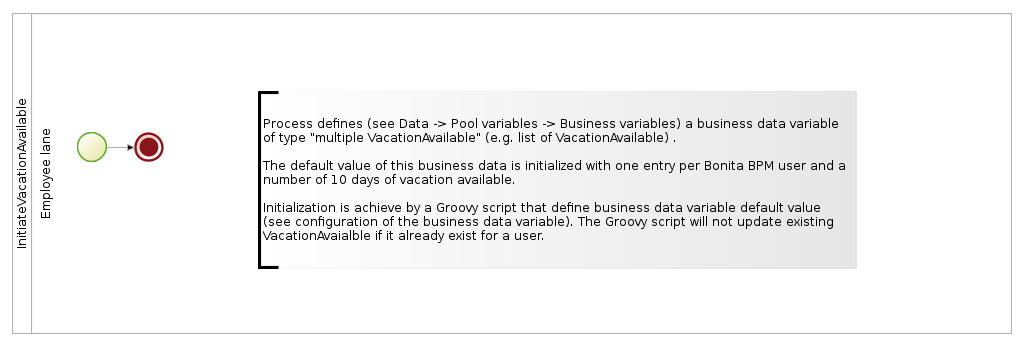 InitiateVacationAvailable
Employee lane
Process defines (see Data -> Pool variables -> Business variables) a business data variable
of type "multiple VacationAvailable" (e.g. list of VacationAvailable) .
The default value of this business data is initialized with one entry per Bonita BPM user and a
number of 10 days of vacation available.
Initialization is achieve by a Groovy script that define business data variable default value
(see configuration of the business data variable). The Groovy script will not update existing
VacationAvaialble if it already exist for a user.